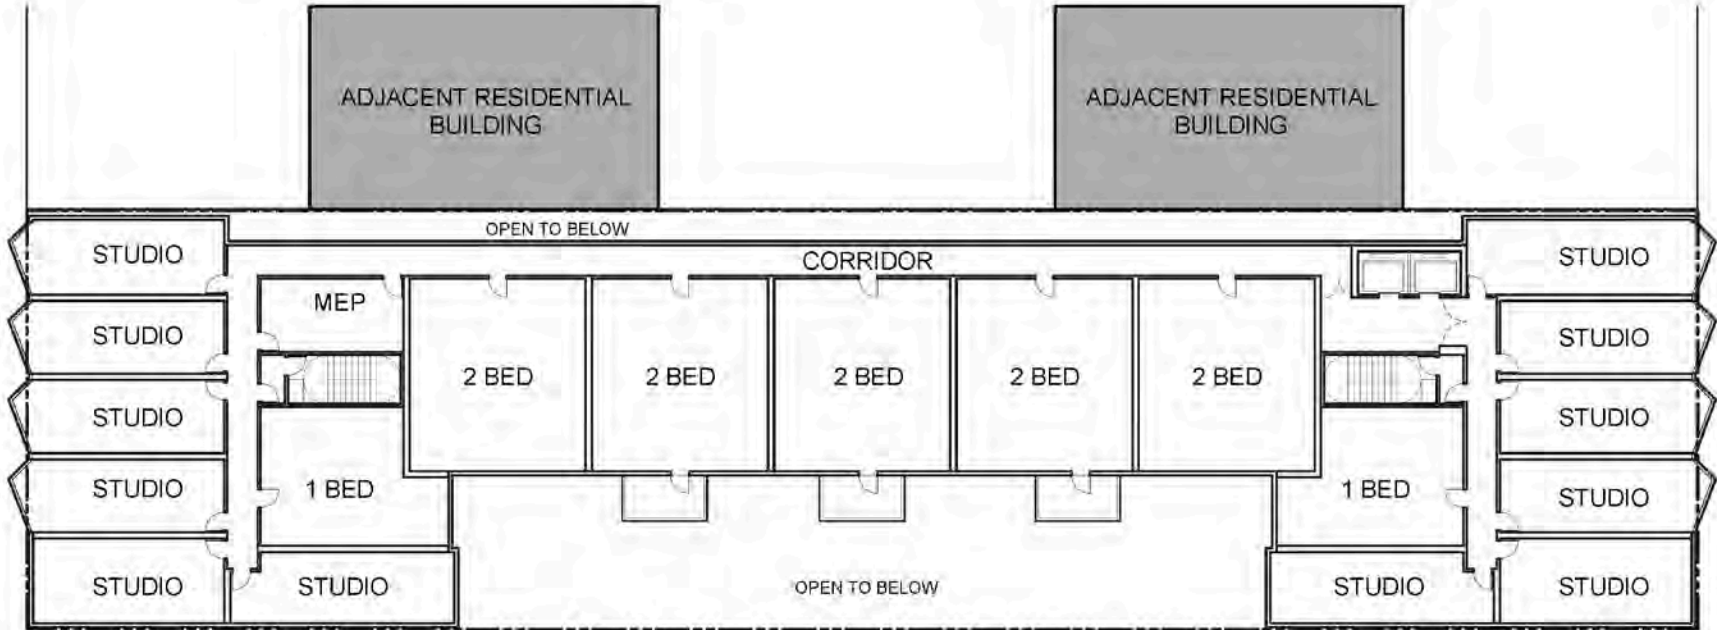 ADJACENT RESIDENTIAL
BUILDING
ADJACENT RESIDENTIAL
BUILDING
OPEN TO BELOW
STUDIO
CORRIDOR
STUDIO
MEP
STUDIO
STUDIO
2 BED
2 BED
2 BED
2 BED
2 BED
STUDIO
STUDIO
STUDIO
1 BED
1 BED
STUDIO
STUDIO
STUDIO
OPEN TO BELOW
STUDIO
STUDIO